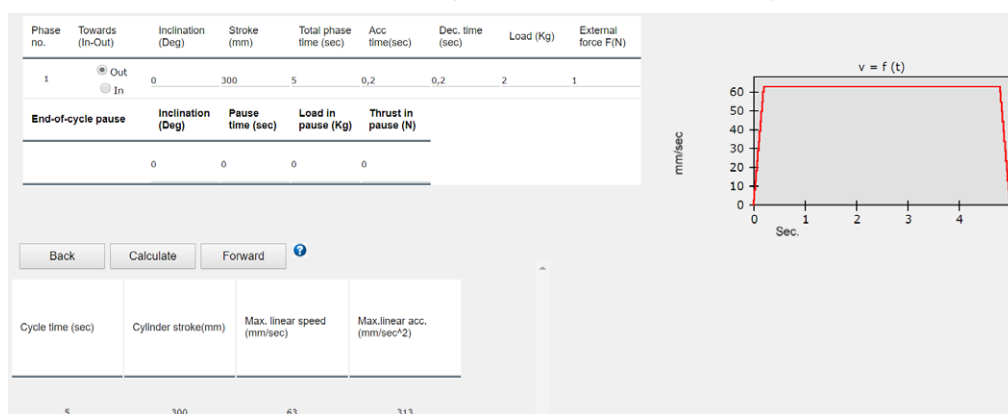 Phase no. Towards (In-Out) Inclination (Deg) Stroke (mm) Total phase time (sec) Acc time(sec) Dec. time (sec) Load (Kg) External force F(N)
1 Out In 0 300 5 0,2 0,2 2 1
End-of-cycle pause Inclination (Deg) Pause time (sec) Load in pause (Kg) Thrust in pause (N)
0 0 0 0
v = f (t)
60
50
40
30
20
10
0
mm/sec
0 1 2 3 4
Sec.
Back Calculate Forward ?
Cycle time (sec) Cylinder stroke(mm) Max. linear speed (mm/sec) Max.linear acc. (mm/sec^2)
5 300 63 313